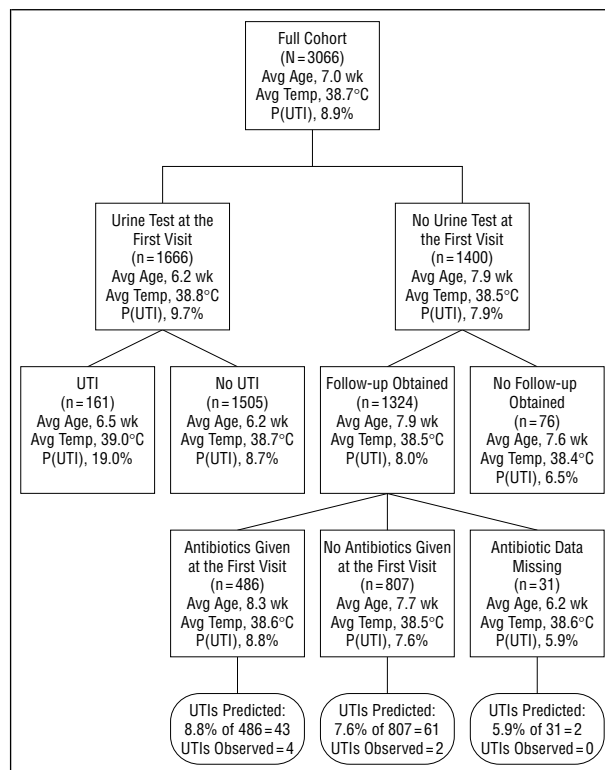 Full Cohort
(N = 3066)
Avg Age, 7.0 wk
Avg Temp, 38.7°C
P(UTI), 8.9%
Urine Test at the
First Visit
(n = 1666)
Avg Age, 6.2 wk
Avg Temp, 38.8°C
P(UTI), 9.7%
No Urine Test at
the First Visit
(n = 1400)
Avg Age, 7.9 wk
Avg Temp, 38.5°C
P(UTI), 7.9%
UTI
(n = 161)
Avg Age, 6.5 wk
Avg Temp, 39.0°C
P(UTI), 19.0%
No UTI
(n = 1505)
Avg Age, 6.2 wk
Avg Temp, 38.7°C
P(UTI), 8.7%
Follow-up Obtained
(n = 1324)
Avg Age, 7.9 wk
Avg Temp, 38.5°C
P(UTI), 8.0%
No Follow-up
Obtained
(n = 76)
Avg Age, 7.6 wk
Avg Temp, 38.4°C
P(UTI), 6.5%
Antibiotics Given
at the First Visit
(n = 486)
Avg Age, 8.3 wk
Avg Temp, 38.6°C
P(UTI), 8.8%
No Antibiotics Given
at the First Visit
(n = 807)
Avg Age, 7.7 wk
Avg Temp, 38.5°C
P(UTI), 7.6%
Antibiotic Data
Missing
(n = 31)
Avg Age, 6.2 wk
Avg Temp, 38.6°C
P(UTI), 5.9%
UTIs Predicted:
8.8% of 486 = 43
UTIs Observed = 4
UTIs Predicted:
7.6% of 807 = 61
UTIs Observed = 2
UTIs Predicted:
5.9% of 31 = 2
UTIs Observed = 0